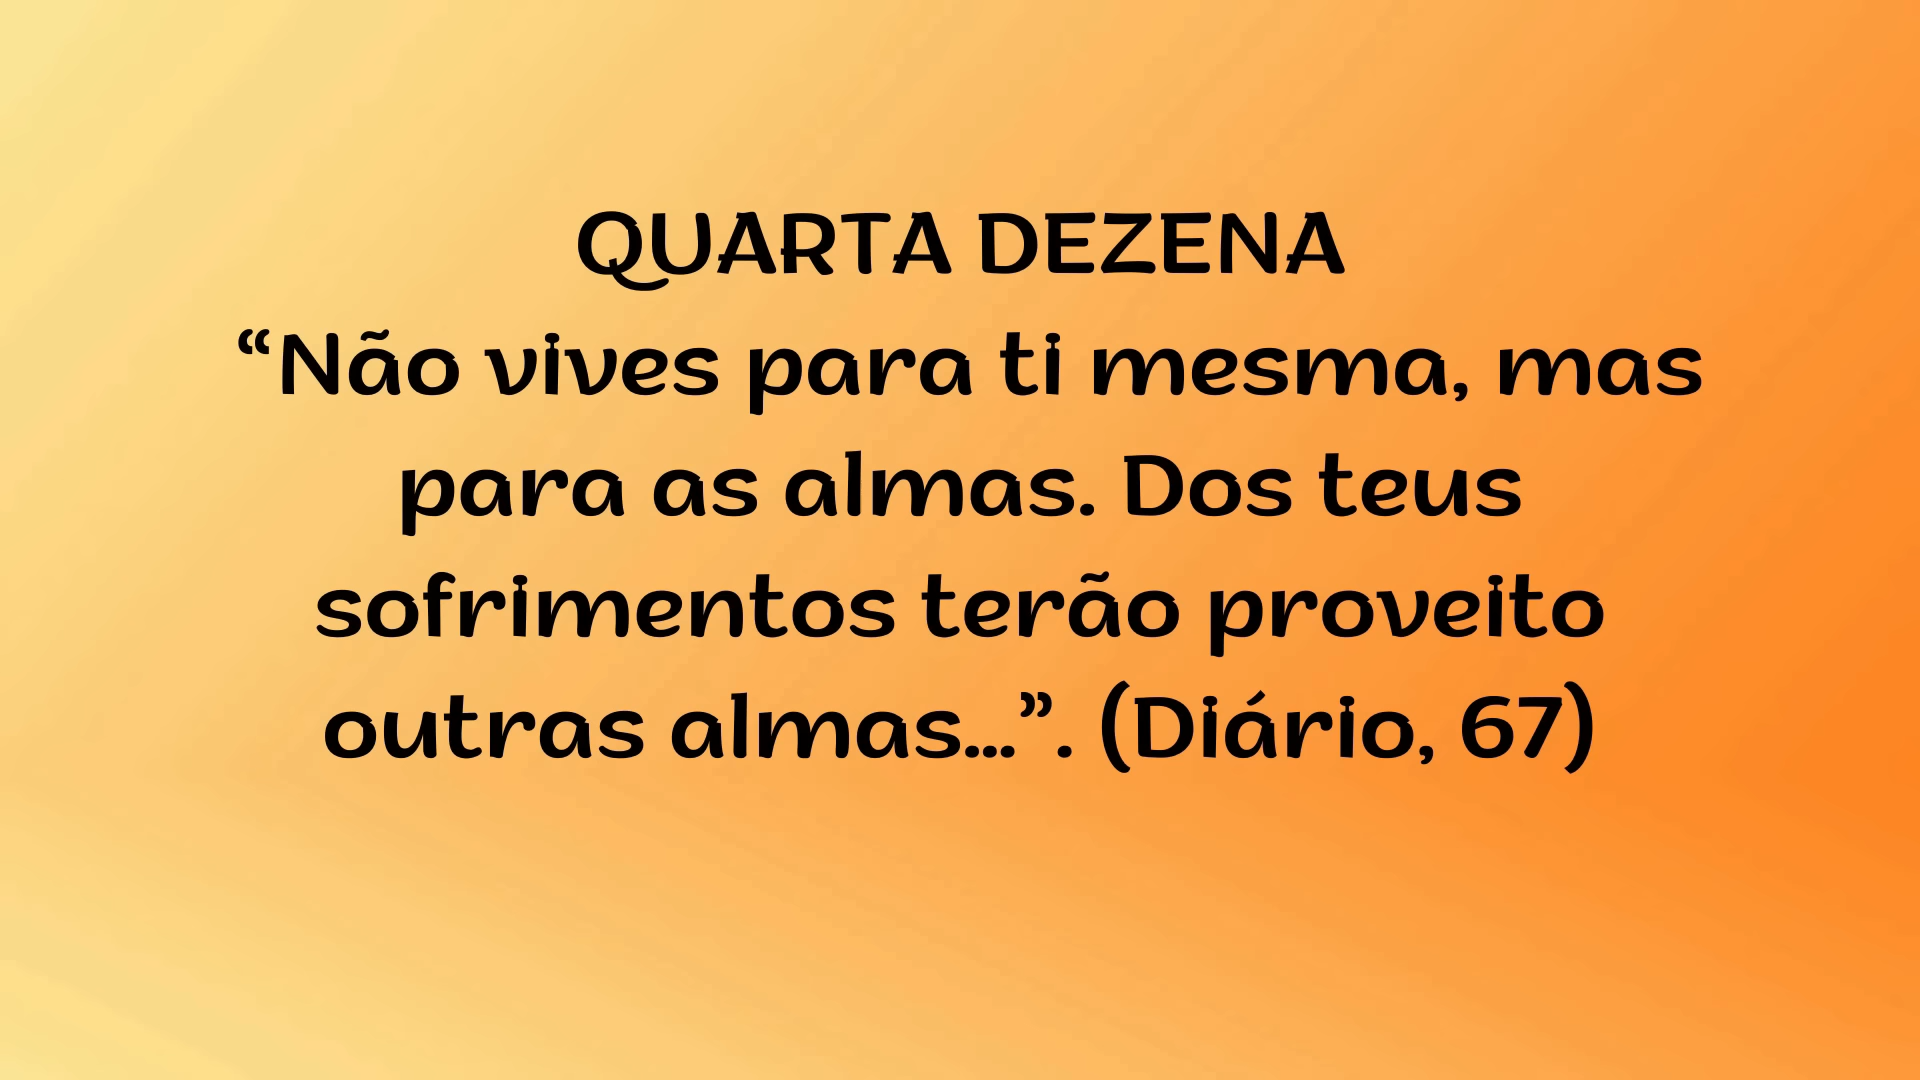 QUARTA DEZENA
“Não vives para ti mesma, mas
para as almas. Dos teus
sofrimentos terão proveito
outras almas...”. (Diário, 67)